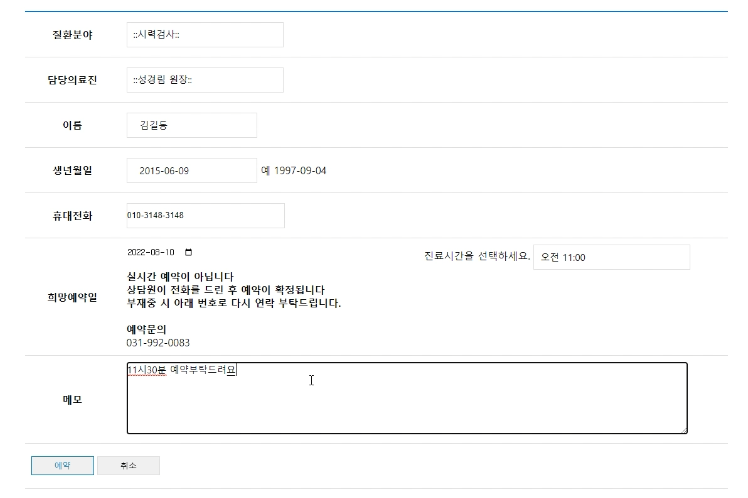 질환분야 ::시력검사::
담당의료진 ::성경림 원장::
이름 김길동
생년월일 2015-06-09 예 1997-09-04
휴대전화 010-3148-3148
희망예약일 2022-08-10 진료시간을 선택하세요. 오전 11:00
실시간 예약이 아닙니다
상담원이 전화를 드린 후 예약이 확정됩니다
부재중 시 아래 번호로 다시 연락 부탁드립니다.
예약문의
031-992-0083
메모 11시30분 예약부탁드려요
예약 취소